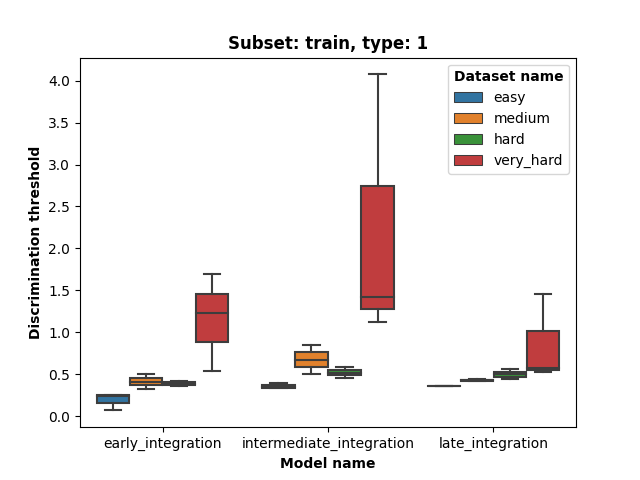 Subset: train, type: 1
Discrimination threshold
4.0
3.5
3.0
2.5
2.0
1.5
1.0
0.5
0.0
Dataset name
easy
medium
hard
very_hard
early_integration
intermediate_integration
late_integration
Model name